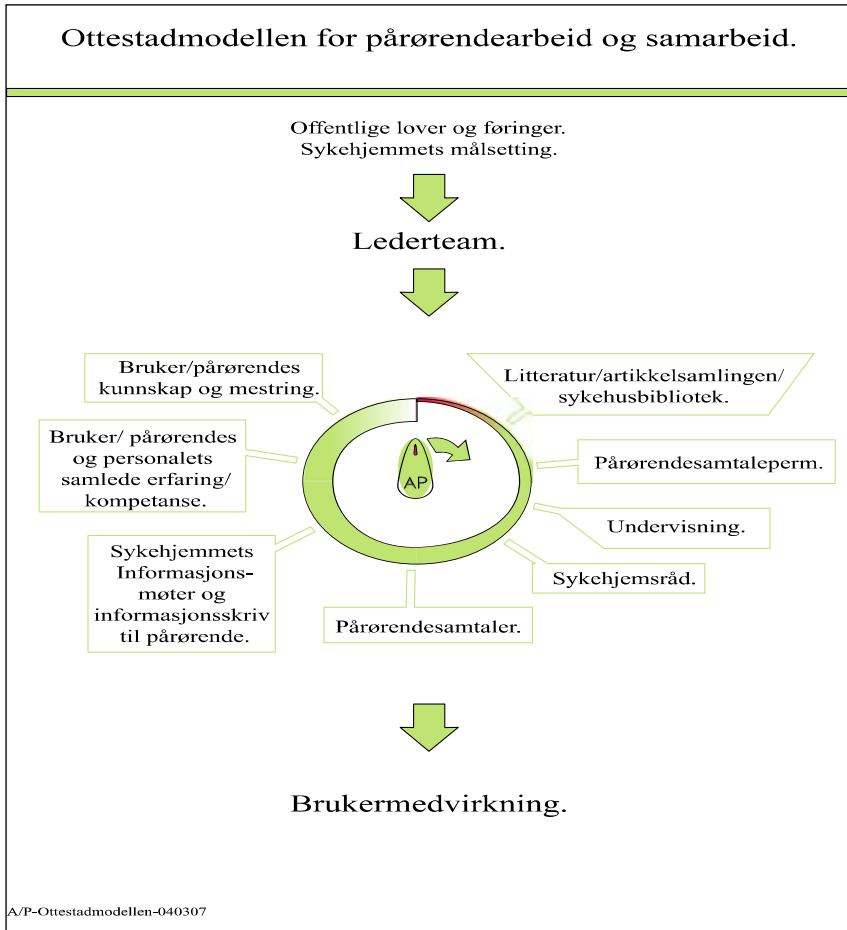 Ottestadmodellen for pårørendearbeid og samarbeid.
Offentlige lover og føringer.
Sykehjemmets målsetting.
Lederteam.
Bruker/pårørendes
kunnskap og mestring.
Litteratur/artikkelsamlingen/
sykehusbibliotek.
Bruker/ pårørendes
og personalets
samlede erfaring/
kompetanse.
AP
Pårørendesamtaleperm.
Undervisning.
Sykehjemsråd.
Sykehjemmets
Informasjons-
møter og
informasjonsskriv
til pårørende.
Pårørendesamtaler.
Brukermedvirkning.
A/P-Ottestadmodellen-040307